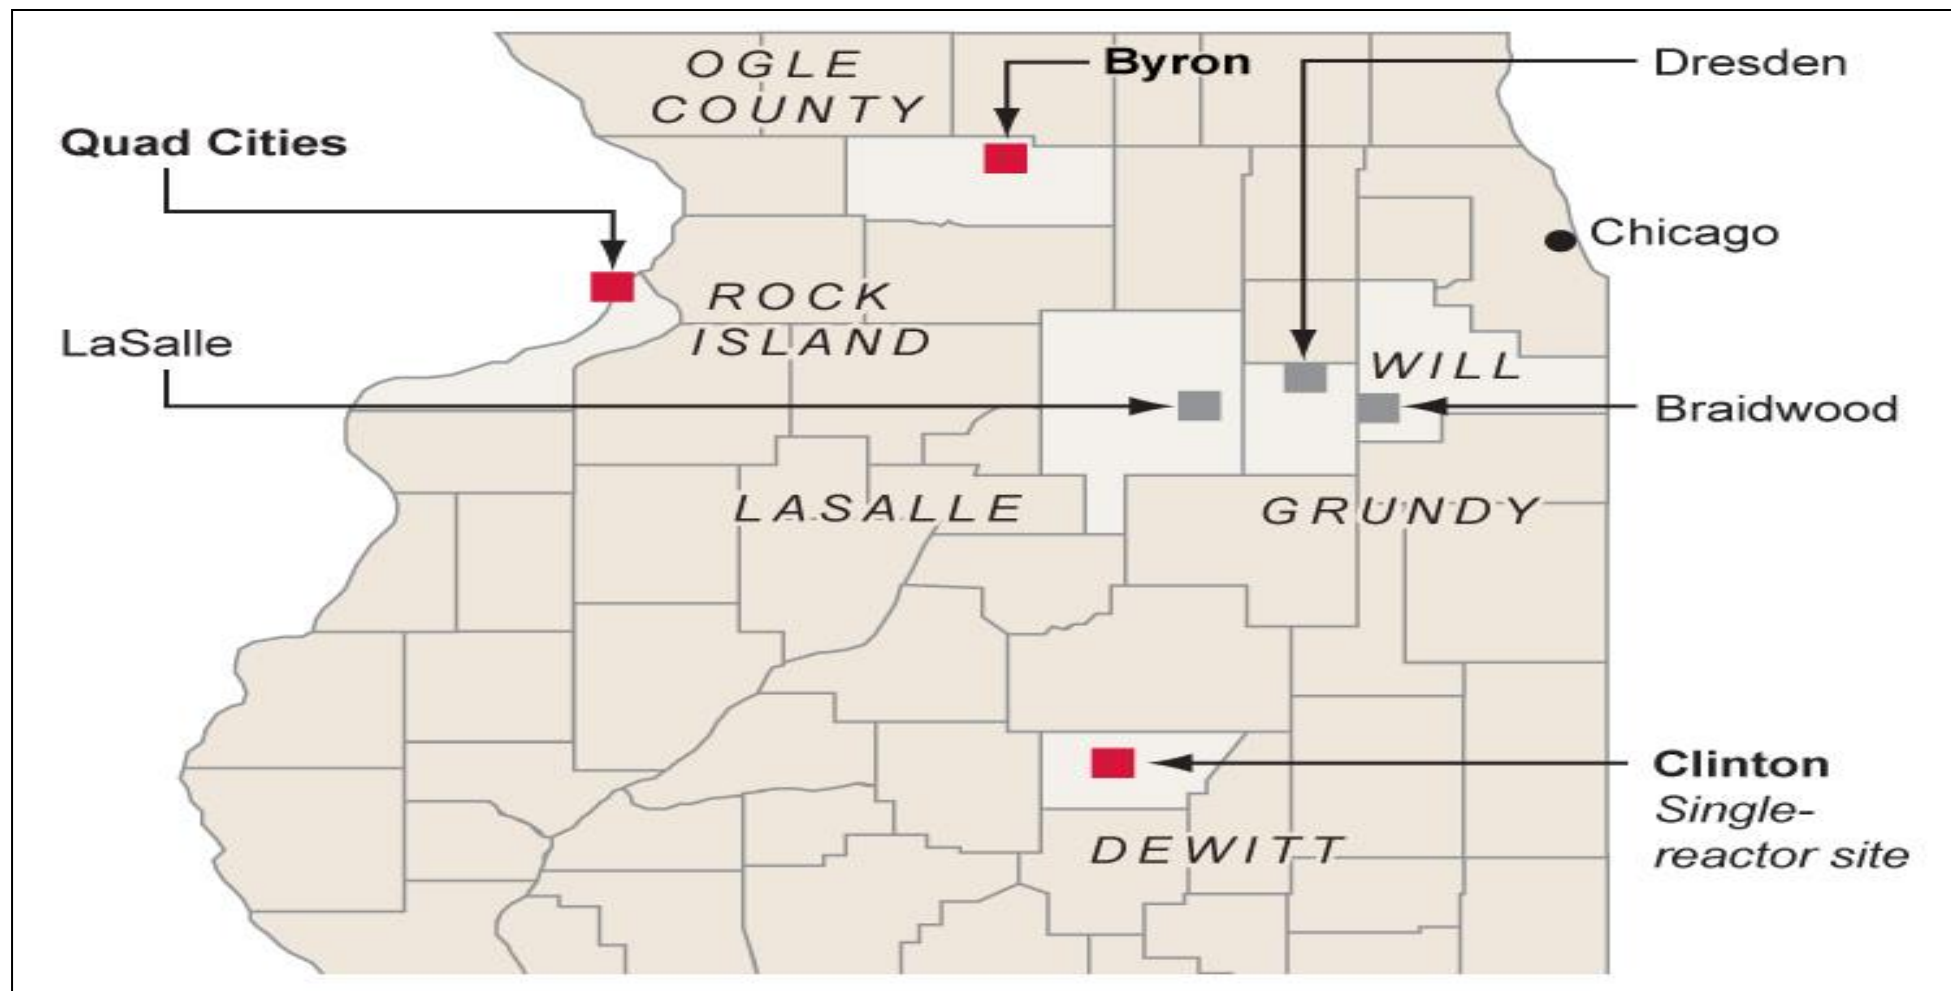 OGLE
COUNTY
Byron
Dresden
Quad Cities
Chicago
ROCK
ISLAND
LaSalle
WILL
Braidwood
LASALLE
GRUNDY
Clinton
Single-
reactor site
DEWITT